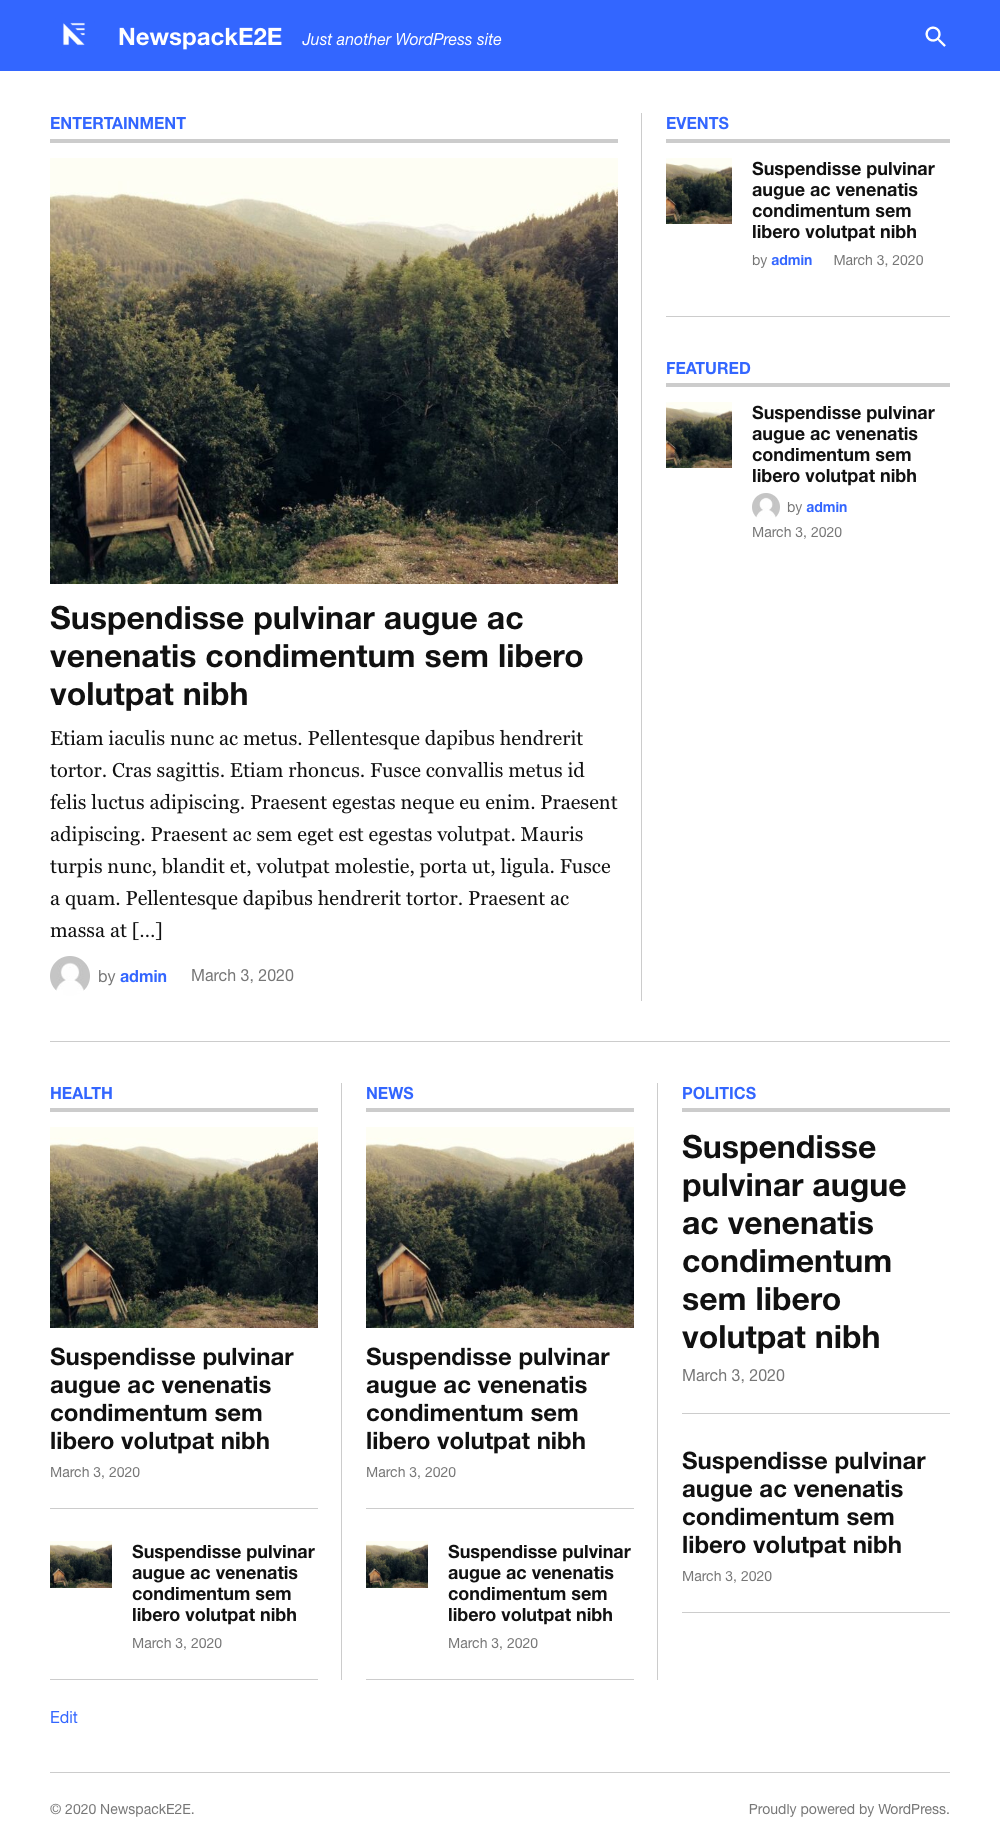 NewspackE2E Just another WordPress site
ENTERTAINMENT
Suspendisse pulvinar augue ac
venenatis condimentum sem libero
volutpat nibh
Etiam iaculis nunc ac metus. Pellentesque dapibus hendrerit
tortor. Cras sagittis. Etiam rhoncus. Fusce convallis metus id
felis luctus adipiscing. Praesent egestas neque eu enim. Praesent
adipiscing. Praesent ac sem eget est egestas volutpat. Mauris
turpis nunc, blandit et, volutpat molestie, porta ut, ligula. Fusce
a quam. Pellentesque dapibus hendrerit tortor. Praesent ac
massa at [...]
by admin March 3, 2020
EVENTS
Suspendisse pulvinar
augue ac venenatis
condimentum sem
libero volutpat nibh
by admin March 3, 2020
FEATURED
Suspendisse pulvinar
augue ac venenatis
condimentum sem
libero volutpat nibh
by admin
March 3, 2020
HEALTH
Suspendisse pulvinar
augue ac venenatis
condimentum sem
libero volutpat nibh
March 3, 2020
Suspendisse pulvinar
augue ac venenatis
condimentum sem
libero volutpat nibh
March 3, 2020
NEWS
Suspendisse pulvinar
augue ac venenatis
condimentum sem
libero volutpat nibh
March 3, 2020
Suspendisse pulvinar
augue ac venenatis
condimentum sem
libero volutpat nibh
March 3, 2020
POLITICS
Suspendisse
pulvinar augue
ac venenatis
condimentum
sem libero
volutpat nibh
March 3, 2020
Suspendisse pulvinar
augue ac venenatis
condimentum sem
libero volutpat nibh
March 3, 2020
Edit
© 2020 NewspackE2E.
Proudly powered by WordPress.